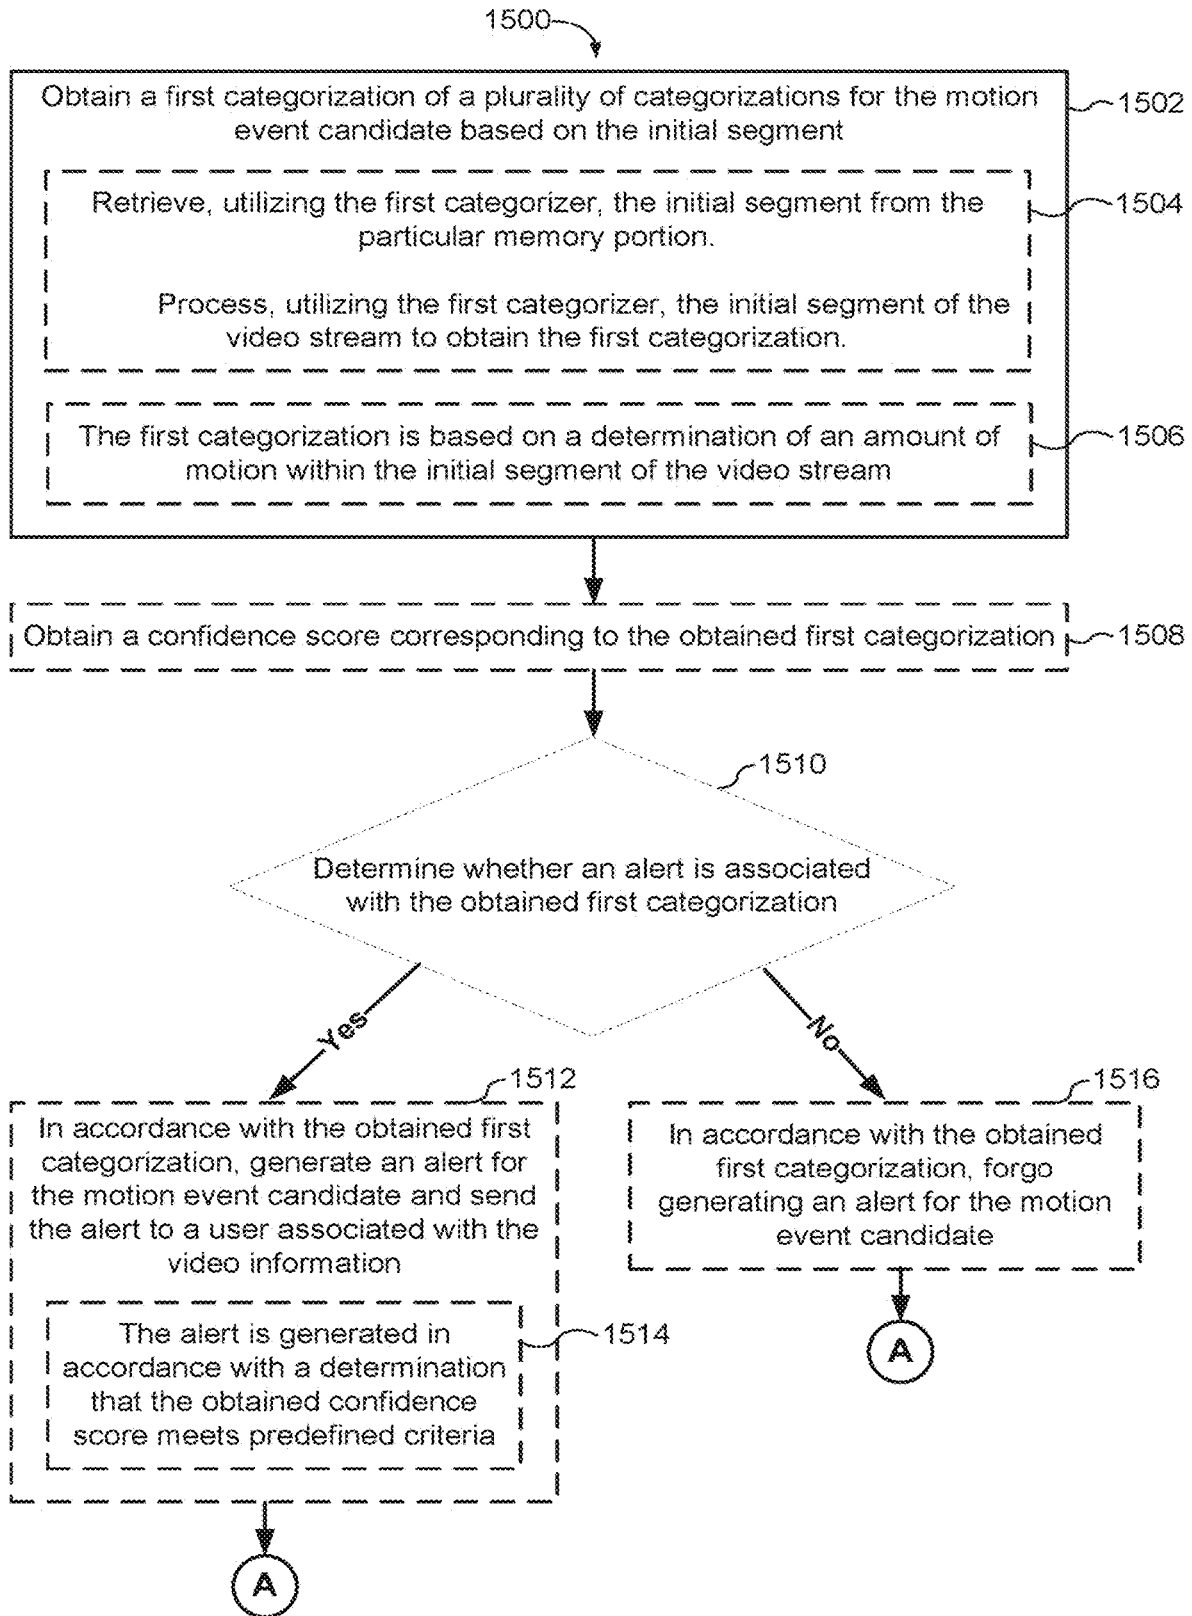 1500
Obtain a first categorization of a plurality of categorizations for the motion
event candidate based on the initial segment
1502
Retrieve, utilizing the first categorizer, the initial segment from the
particular memory portion.
1504
Process, utilizing the first categorizer, the initial segment of the
video stream to obtain the first categorization.
The first categorization is based on a determination of an amount of
motion within the initial segment of the video stream
1506
Obtain a confidence score corresponding to the obtained first categorization
1508
1510
Determine whether an alert is associated
with the obtained first categorization
Yes
No
1512
In accordance with the obtained first
categorization, generate an alert for
the motion event candidate and send
the alert to a user associated with the
video information
1514
The alert is generated in
accordance with a determination
that the obtained confidence
score meets predefined criteria
A
1516
In accordance with the obtained
first categorization, forgo
generating an alert for the motion
event candidate
A